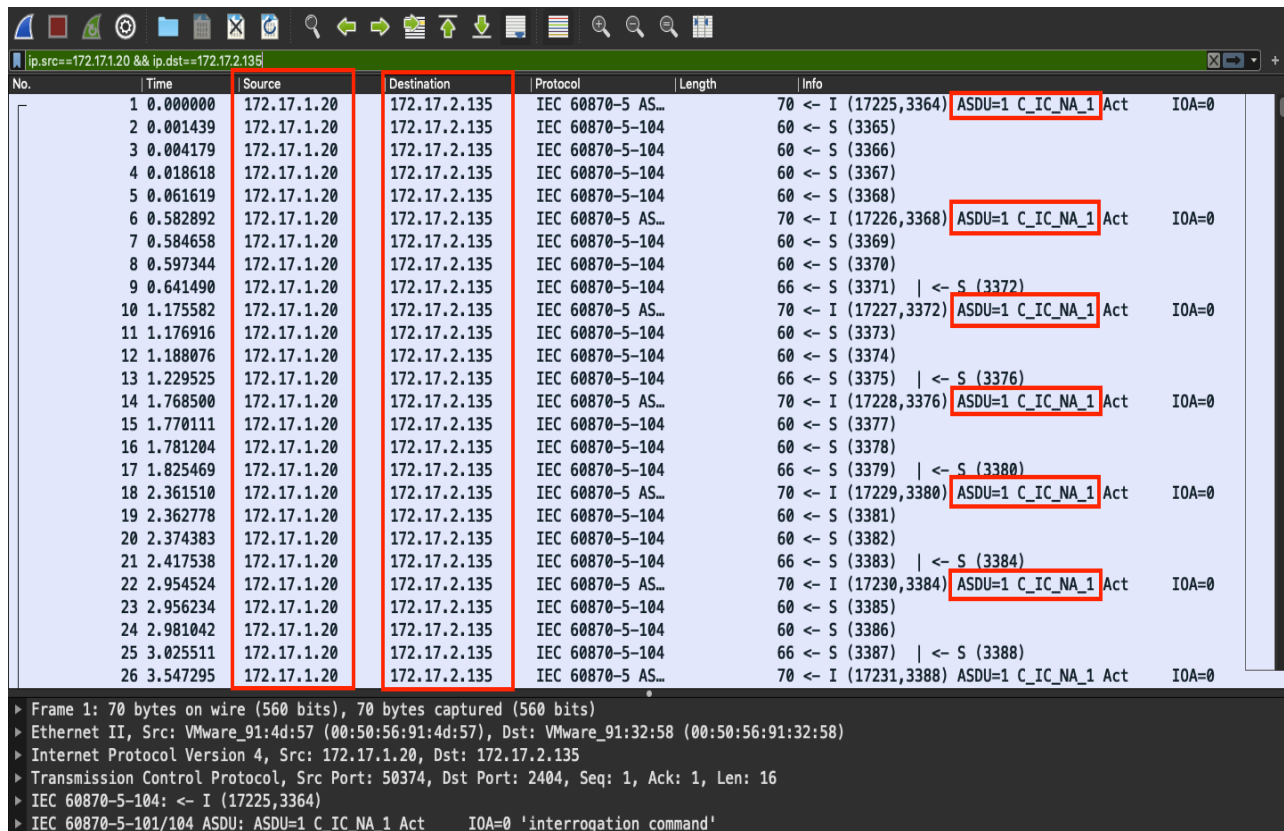 ip.src==172.17.1.20 && ip.dst==172.17.2.135
No. Time Source Destination Protocol Length Info
1 0.000000 172.17.1.20 172.17.2.135 IEC 60870-5 AS… 70 <- I (17225,3364) ASDU=1 C_IC_NA_1 Act IOA=0
2 0.001439 172.17.1.20 172.17.2.135 IEC 60870-5-104 60 <- S (3365)
3 0.004179 172.17.1.20 172.17.2.135 IEC 60870-5-104 60 <- S (3366)
4 0.018618 172.17.1.20 172.17.2.135 IEC 60870-5-104 60 <- S (3367)
5 0.061619 172.17.1.20 172.17.2.135 IEC 60870-5-104 60 <- S (3368)
6 0.582892 172.17.1.20 172.17.2.135 IEC 60870-5 AS… 70 <- I (17226,3368) ASDU=1 C_IC_NA_1 Act IOA=0
7 0.584658 172.17.1.20 172.17.2.135 IEC 60870-5-104 60 <- S (3369)
8 0.597344 172.17.1.20 172.17.2.135 IEC 60870-5-104 60 <- S (3370)
9 0.641490 172.17.1.20 172.17.2.135 IEC 60870-5-104 66 <- S (3371) | <- S (3372)
10 1.175582 172.17.1.20 172.17.2.135 IEC 60870-5 AS… 70 <- I (17227,3372) ASDU=1 C_IC_NA_1 Act IOA=0
11 1.176916 172.17.1.20 172.17.2.135 IEC 60870-5-104 60 <- S (3373)
12 1.188076 172.17.1.20 172.17.2.135 IEC 60870-5-104 60 <- S (3374)
13 1.229525 172.17.1.20 172.17.2.135 IEC 60870-5-104 66 <- S (3375) | <- S (3376)
14 1.768500 172.17.1.20 172.17.2.135 IEC 60870-5 AS… 70 <- I (17228,3376) ASDU=1 C_IC_NA_1 Act IOA=0
15 1.770111 172.17.1.20 172.17.2.135 IEC 60870-5-104 60 <- S (3377)
16 1.781204 172.17.1.20 172.17.2.135 IEC 60870-5-104 60 <- S (3378)
17 1.825469 172.17.1.20 172.17.2.135 IEC 60870-5-104 66 <- S (3379) | <- S (3380)
18 2.361510 172.17.1.20 172.17.2.135 IEC 60870-5 AS… 70 <- I (17229,3380) ASDU=1 C_IC_NA_1 Act IOA=0
19 2.362778 172.17.1.20 172.17.2.135 IEC 60870-5-104 60 <- S (3381)
20 2.374383 172.17.1.20 172.17.2.135 IEC 60870-5-104 60 <- S (3382)
21 2.417538 172.17.1.20 172.17.2.135 IEC 60870-5-104 66 <- S (3383) | <- S (3384)
22 2.954524 172.17.1.20 172.17.2.135 IEC 60870-5 AS… 70 <- I (17230,3384) ASDU=1 C_IC_NA_1 Act IOA=0
23 2.956234 172.17.1.20 172.17.2.135 IEC 60870-5-104 60 <- S (3385)
24 2.981042 172.17.1.20 172.17.2.135 IEC 60870-5-104 60 <- S (3386)
25 3.025511 172.17.1.20 172.17.2.135 IEC 60870-5-104 66 <- S (3387) | <- S (3388)
26 3.547295 172.17.1.20 172.17.2.135 IEC 60870-5 AS… 70 <- I (17231,3388) ASDU=1 C_IC_NA_1 Act IOA=0
Frame 1: 70 bytes on wire (560 bits), 70 bytes captured (560 bits)
Ethernet II, Src: VMware_91:4d:57 (00:50:56:91:4d:57), Dst: VMware_91:32:58 (00:50:56:91:32:58)
Internet Protocol Version 4, Src: 172.17.1.20, Dst: 172.17.2.135
Transmission Control Protocol, Src Port: 50374, Dst Port: 2404, Seq: 1, Ack: 1, Len: 16
IEC 60870-5-104: <- I (17225,3364)
IEC 60870-5-101/104 ASDU: ASDU=1 C_IC_NA_1 Act IOA=0 'interrogation command'